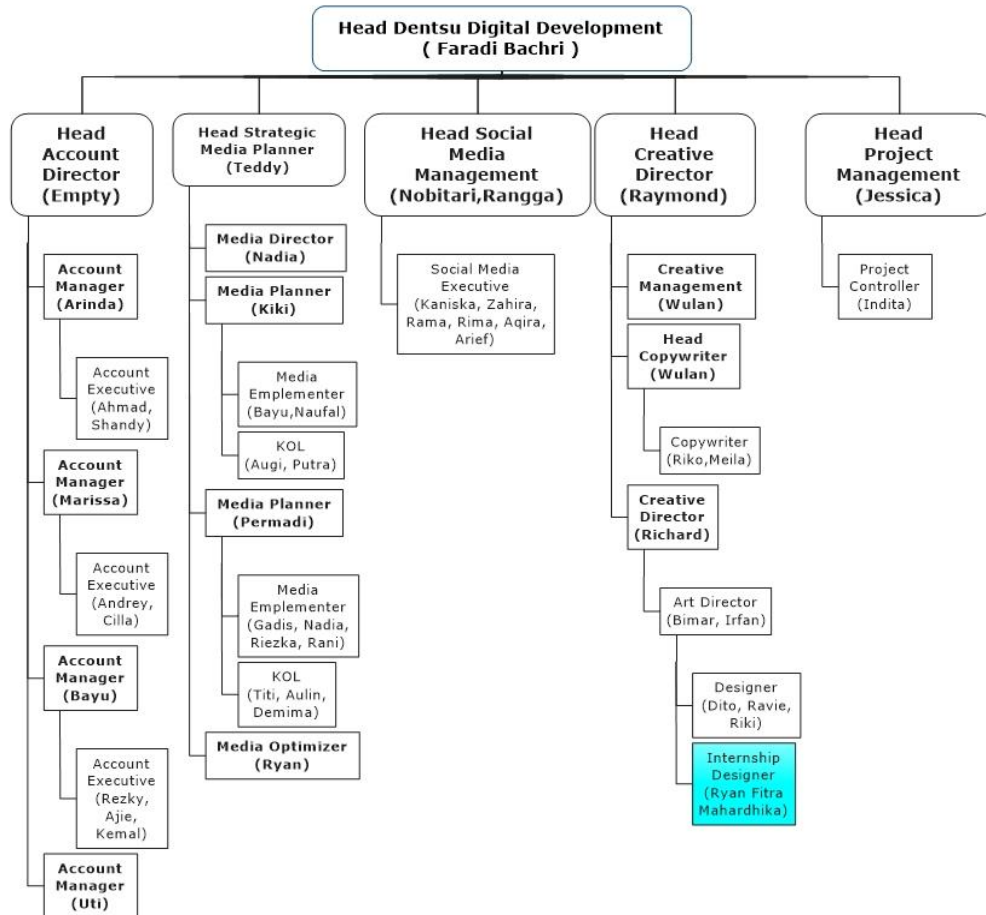 Head Dentsu Digital Development
( Faradi Bachri )
Head
Account
Director
(Empty)
Account
Manager
(Arinda)
Account
Executive
(Ahmad,
Shandy)
Account
Manager
(Marissa)
Account
Executive
(Andrey,
Cilla)
Account
Manager
(Bayu)
Account
Executive
(Rezky,
Ajie,
Kemal)
Account
Manager
(Uti)
Head Strategic
Media Planner
(Teddy)
Media Director
(Nadia)
Media Planner
(Kiki)
Media
Emplementer
(Bayu,Naufal)
KOL
(Augi, Putra)
Media Planner
(Permadi)
Media
Emplementer
(Gadis, Nadia,
Riezka, Rani)
KOL
(Titi, Aulin,
Demima)
Media Optimizer
(Ryan)
Head Social
Media
Management
(Nobitari,Rangga)
Social Media
Executive
(Kaniska, Zahira,
Rama, Rima, Aqira,
Arief)
Head
Creative
Director
(Raymond)
Creative
Management
(Wulan)
Head
Copywriter
(Wulan)
Copywriter
(Riko,Meila)
Creative
Director
(Richard)
Art Director
(Bimar, Irfan)
Designer
(Dito, Ravie,
Riki)
Internship
Designer
(Ryan Fitra
Mahardhika)
Head
Project
Management
(Jessica)
Project
Controller
(Indita)